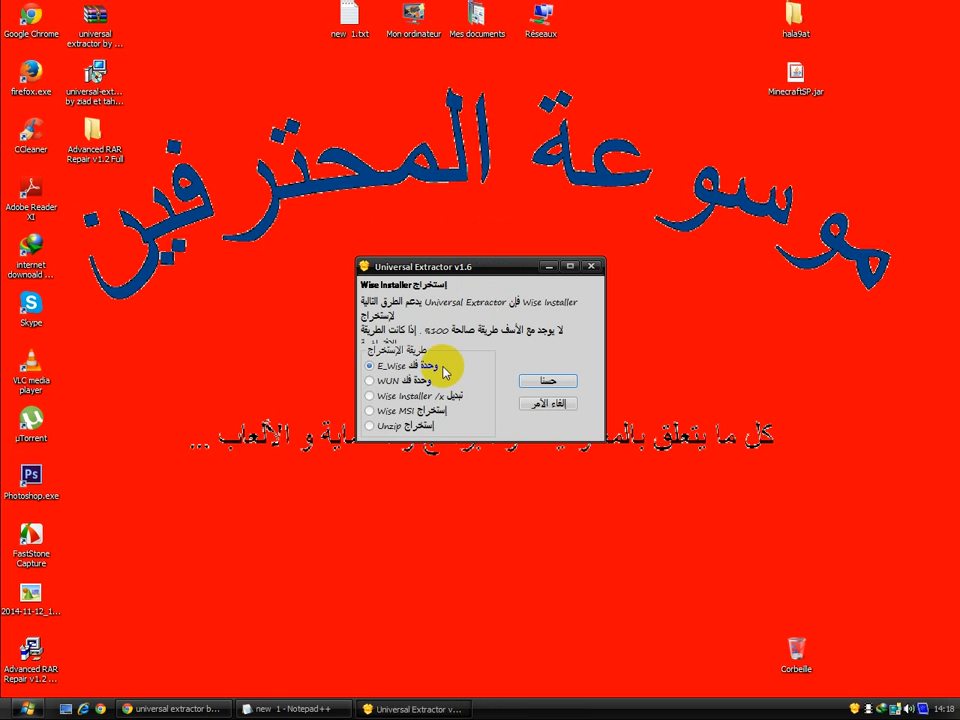 Google Chrome
universal
extractor by ...
new 1.txt
Mon ordinateur
Mes documents
Réseaux
hala9at
firefox.exe
universal-ext...
by ziad et tah...
MinecraftSP.jar
CCleaner
Advanced RAR
Repair v1.2 Full
موسوعة المحترفين
Adobe Reader
XI
internet
downoald ...
Skype
VLC media
player
µTorrent
Photoshop.exe
FastStone
Capture
2014-11-12_1...
Advanced RAR
Repair v1.2 ...
Corbeille
Universal Extractor v1.6
إستخراج Wise Installer
Wise Installer فإن Universal Extractor يدعم الطرق التالية
لإستخراج
لا يوجد مع الأسف طريقة صالحة 100% . إذا كانت الطريقة
طريقة الإستخراج
وحدة فك E_Wise
وحدة فك WUN
تبديل Wise Installer /x
إستخراج Wise MSI
إستخراج Unzip
حسنا
إلغاء الأمر
كل ما يتعلق و الألعاب ...
universal extractor b...
new 1 - Notepad++
Universal Extractor v...
14:18